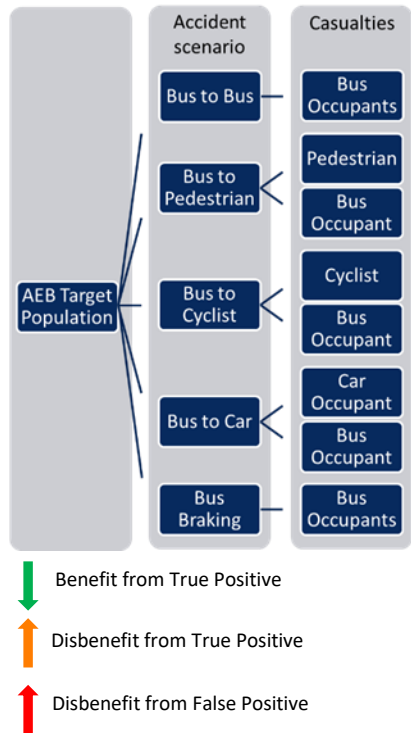 Accident
scenario
Casualties
AEB Target
Population
Bus to Bus
Bus
Occupants
Bus to
Pedestrian
Pedestrian
Bus
Occupant
Bus to
Cyclist
Cyclist
Bus
Occupant
Bus to Car
Car
Occupant
Bus
Occupant
Bus
Braking
Bus
Occupants
Benefit from True Positive
Disbenefit from True Positive
Disbenefit from False Positive